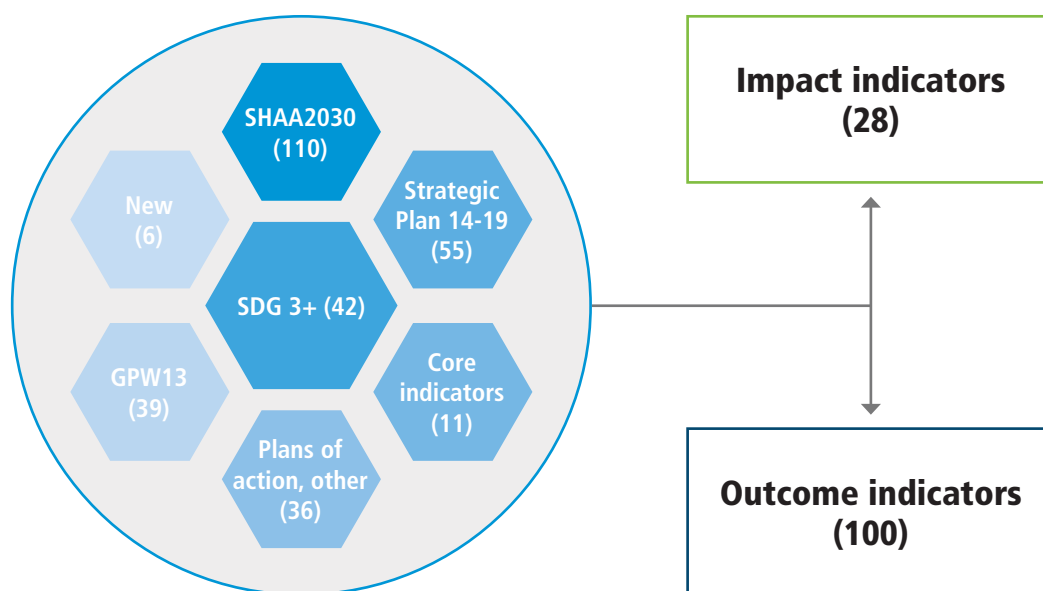 SHAA2030
(110)
New
(6)
Strategic
Plan 14-19
(55)
SDG 3+ (42)
GPW13
(39)
Core
indicators
(11)
Plans of
action, other
(36)
Impact indicators
(28)
Outcome indicators
(100)